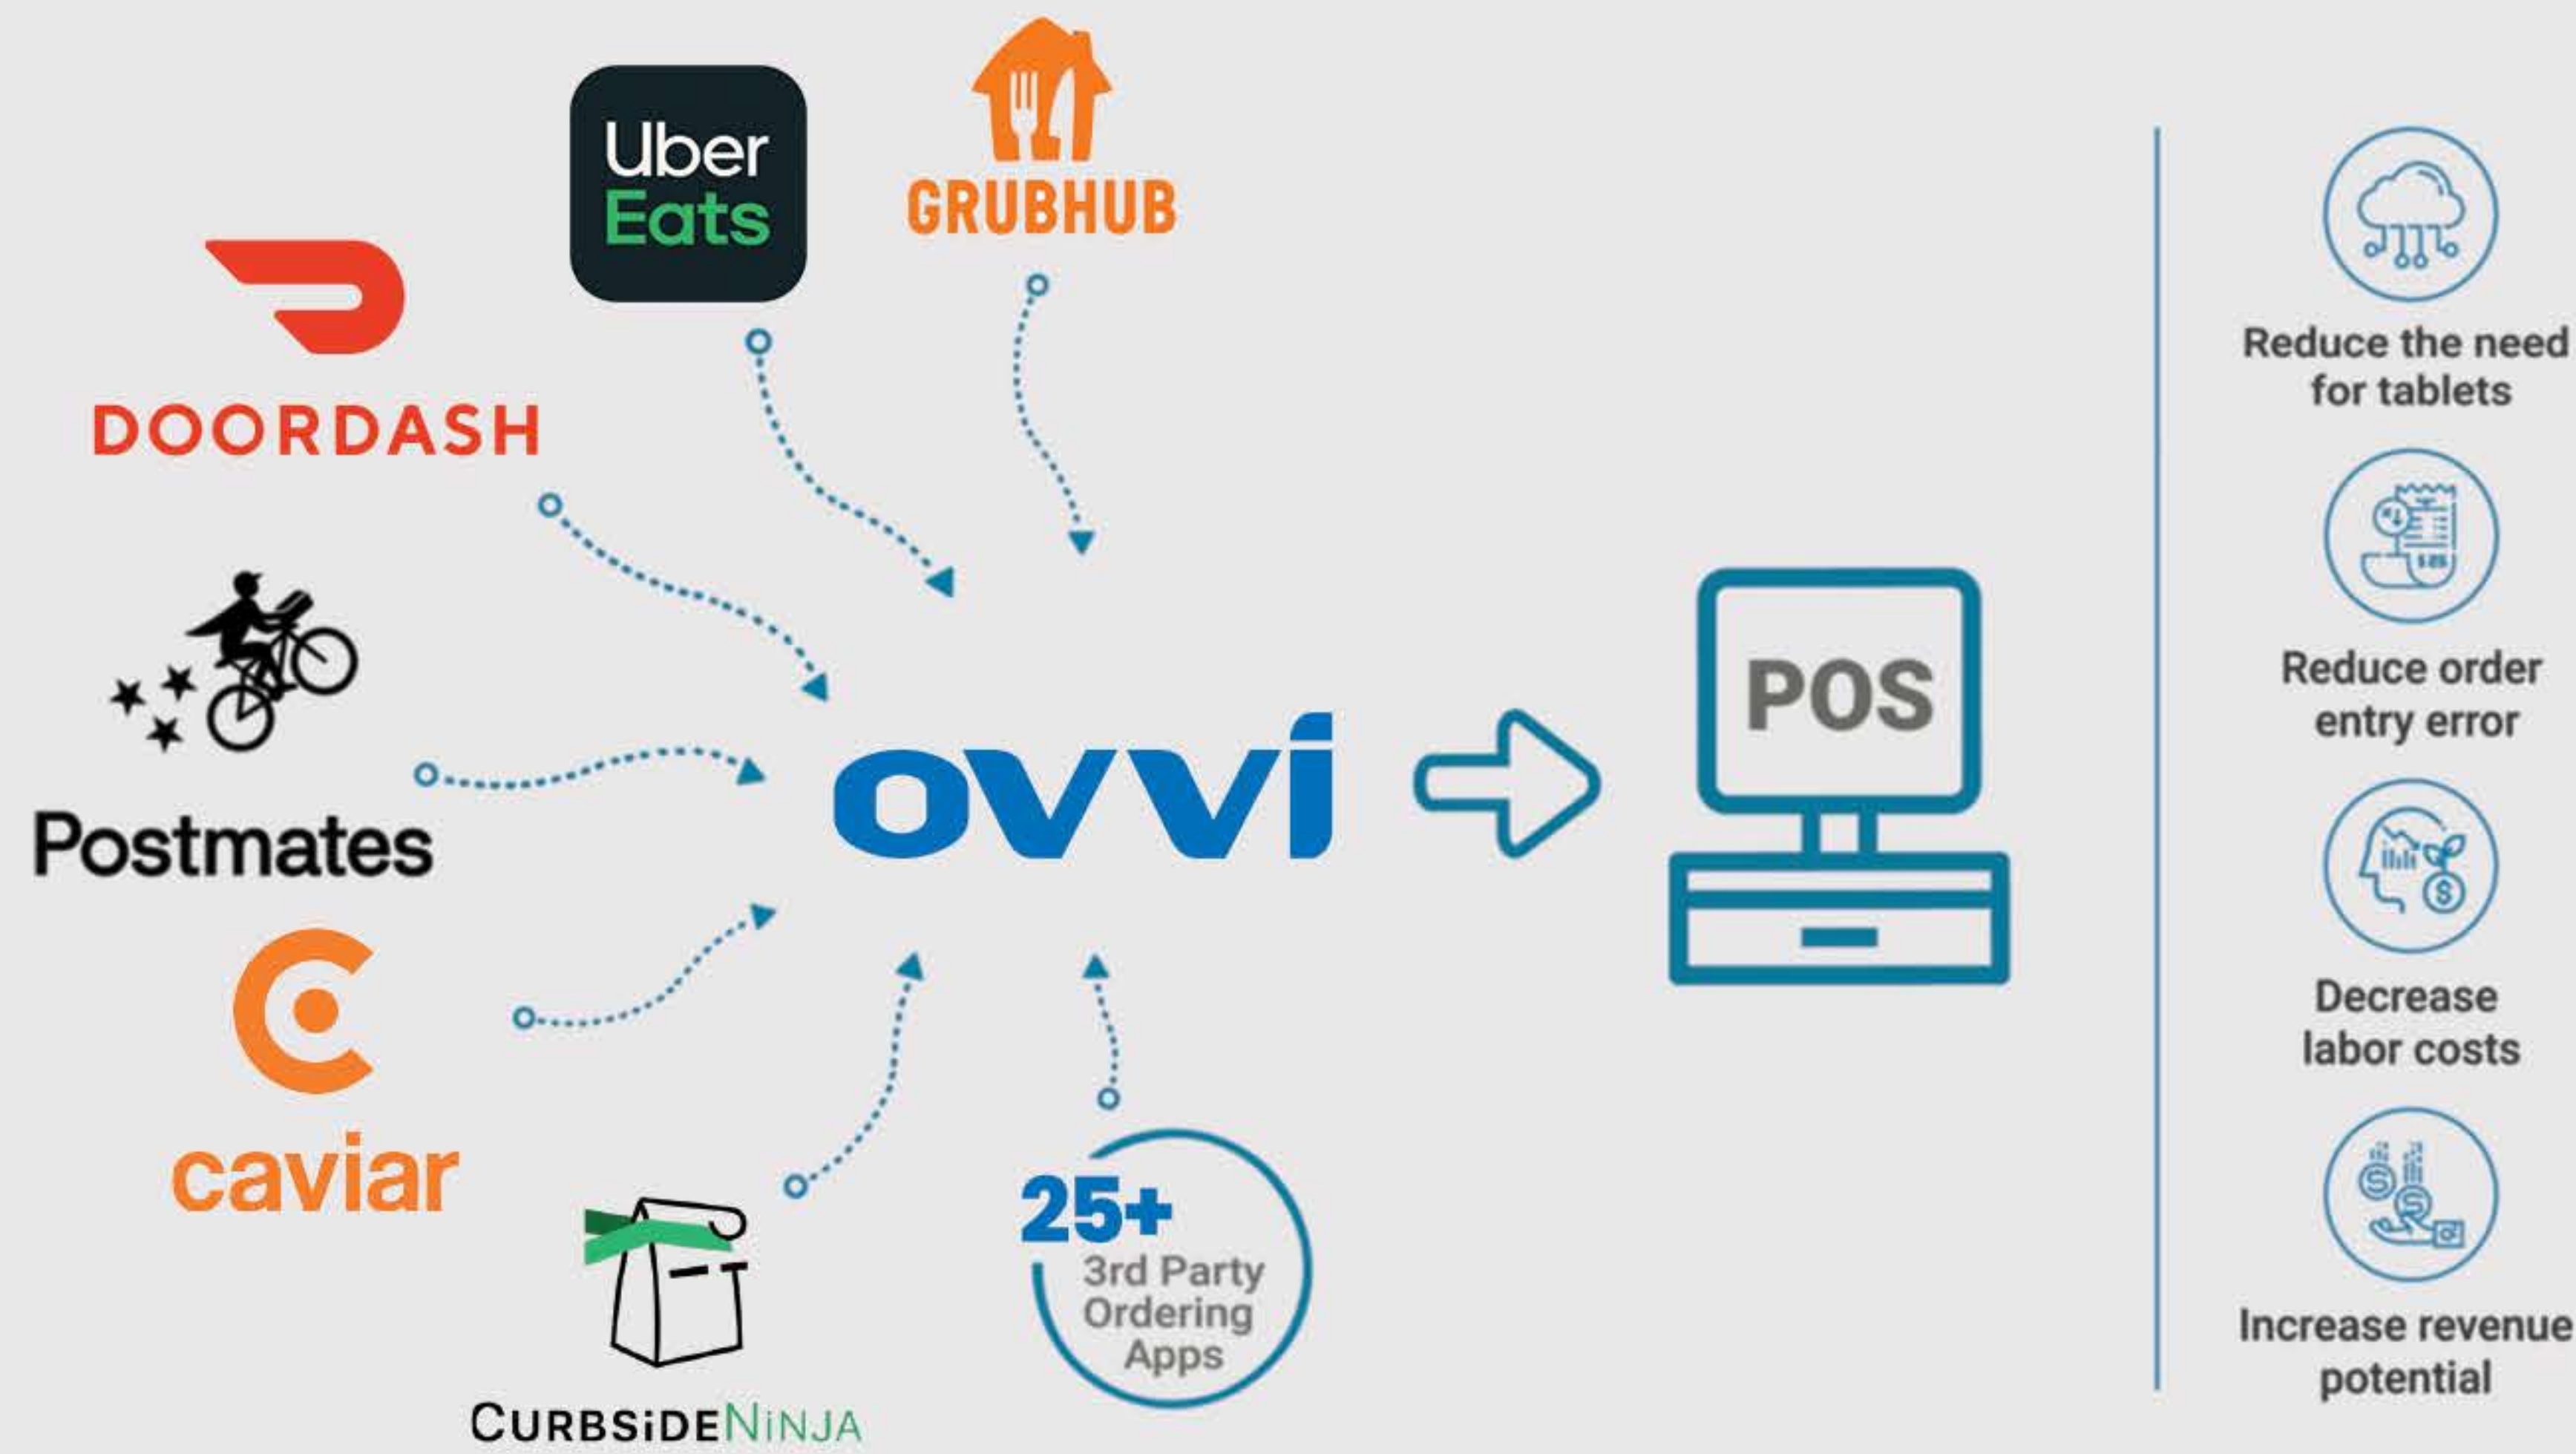 Uber
Eats
GRUBHUB
DOORDASH
Postmates
caviar
CURBSiDENiNJA
25+
3rd Party
Ordering
Apps
ovvi
POS
Reduce the need
for tablets
Reduce order
entry error
Decrease
labor costs
Increase revenue
potential